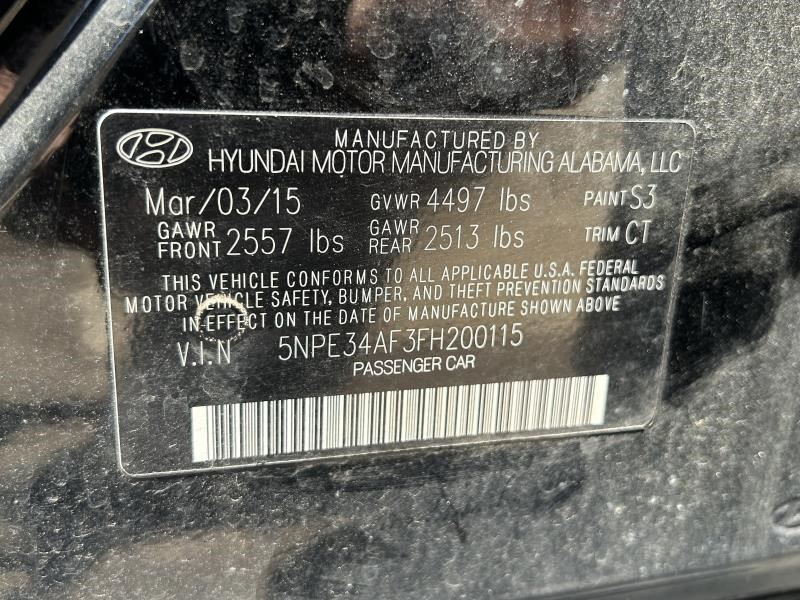 MANUFACTURED BY
HYUNDAI MOTOR MANUFACTURING ALABAMA, LLC
Mar/03/15 GVWR 4497 lbs PAINT S3
GAWR FRONT 2557 lbs GAWR REAR 2513 lbs TRIM CT
THIS VEHICLE CONFORMS TO ALL APPLICABLE U.S.A. FEDERAL
MOTOR VEHICLE SAFETY, BUMPER, AND THEFT PREVENTION STANDARDS
IN EFFECT ON THE DATE OF MANUFACTURE SHOWN ABOVE
V.I.N 5NPE34AF3FH200115
PASSENGER CAR